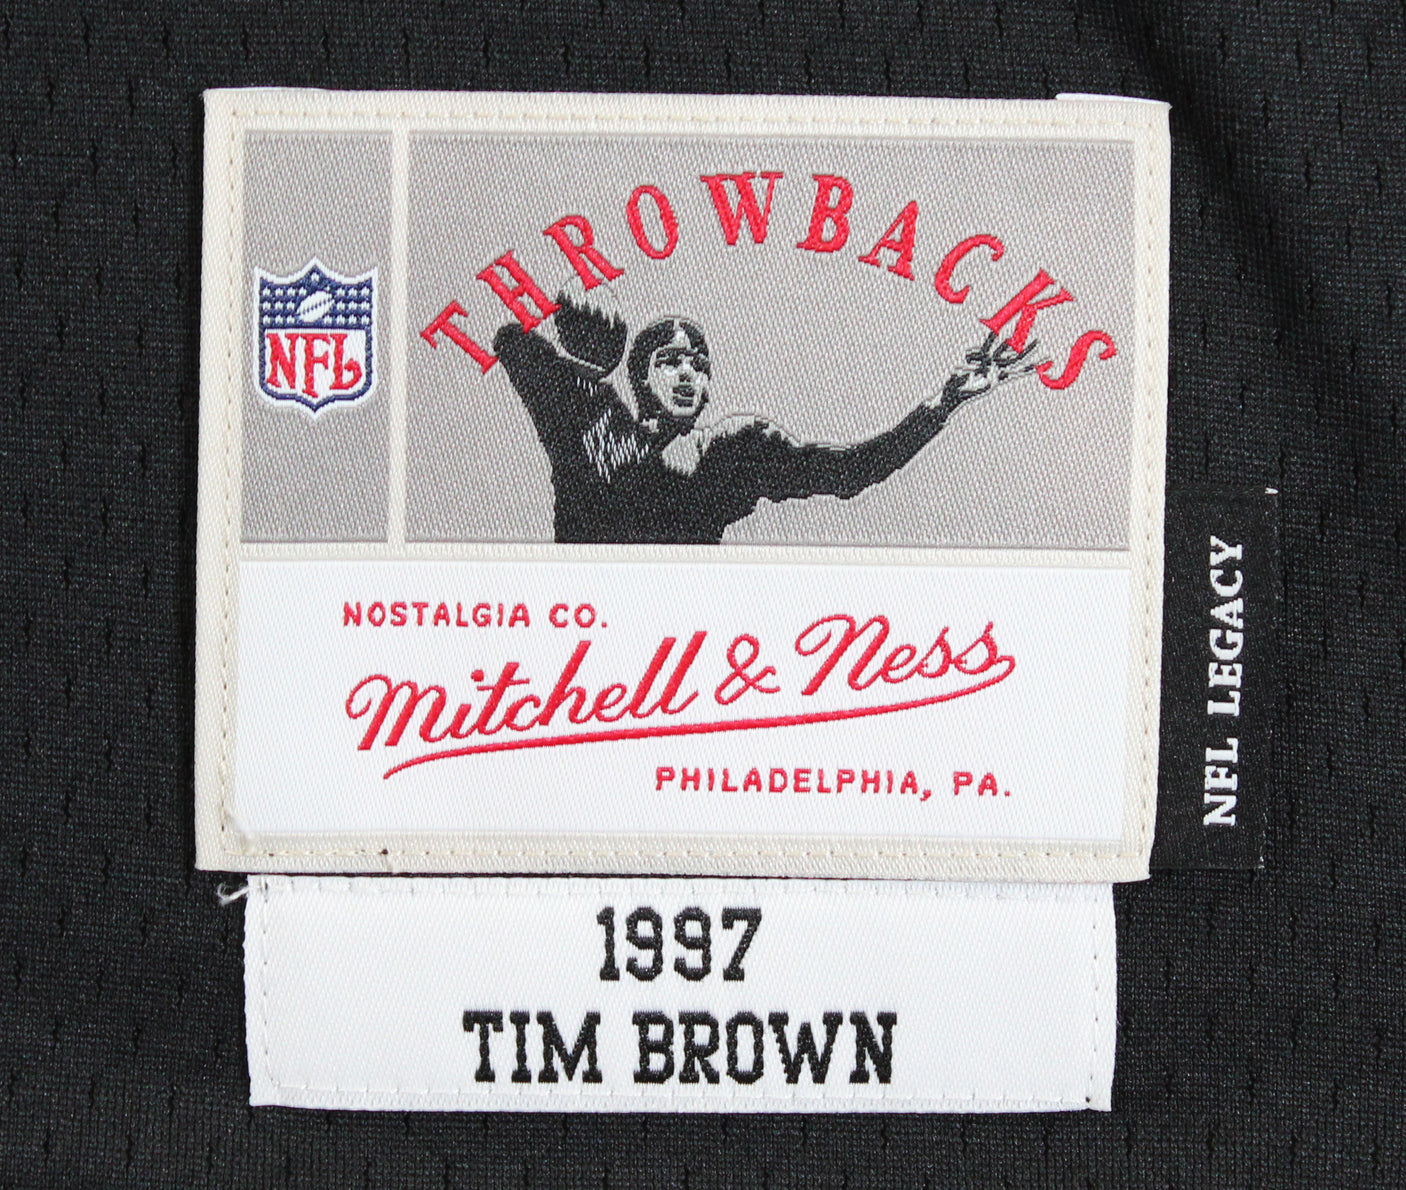 THROWBACKS
NFL
NOSTALGIA CO.
Mitchell & Ness
PHILADELPHIA, PA.
NFL LEGACY
1997
TIM BROWN